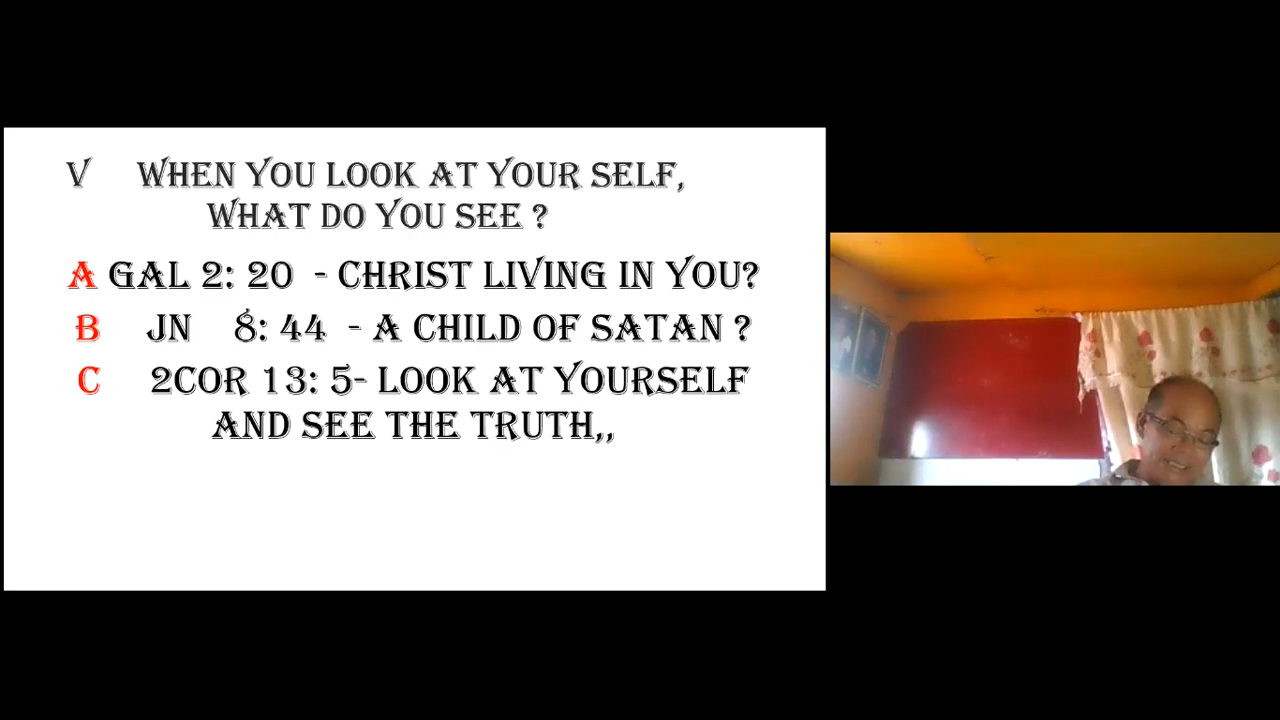 V WHEN YOU LOOK AT YOUR SELF,
WHAT DO YOU SEE ?
A GAL 2: 20 - CHRIST LIVING IN YOU?
B JN 8: 44 - A CHILD OF SATAN ?
C 2COR 13: 5- LOOK AT YOURSELF
AND SEE THE TRUTH,,